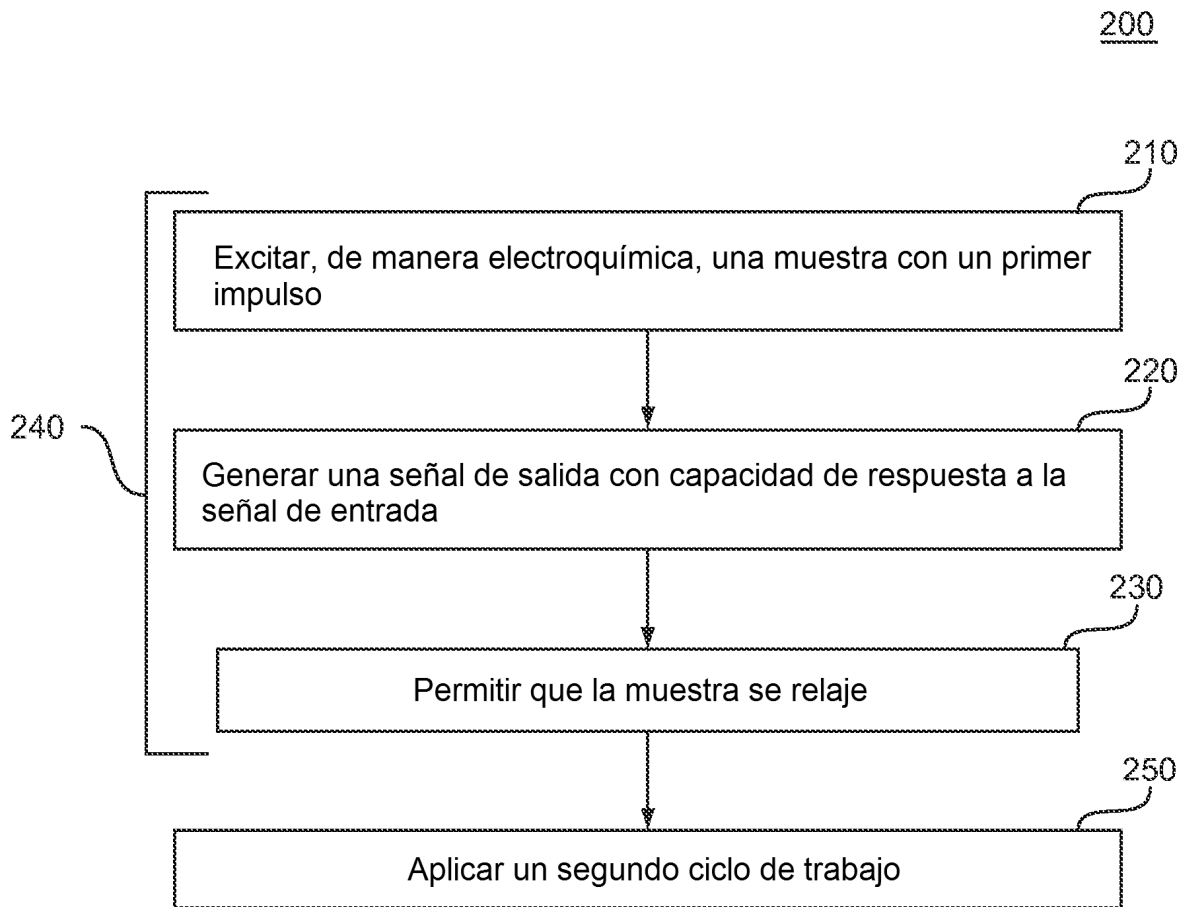 200
210
Excitar, de manera electroquímica, una muestra con un primer
impulso
220
240
Generar una señal de salida con capacidad de respuesta a la
señal de entrada
230
Permitir que la muestra se relaje
250
Aplicar un segundo ciclo de trabajo